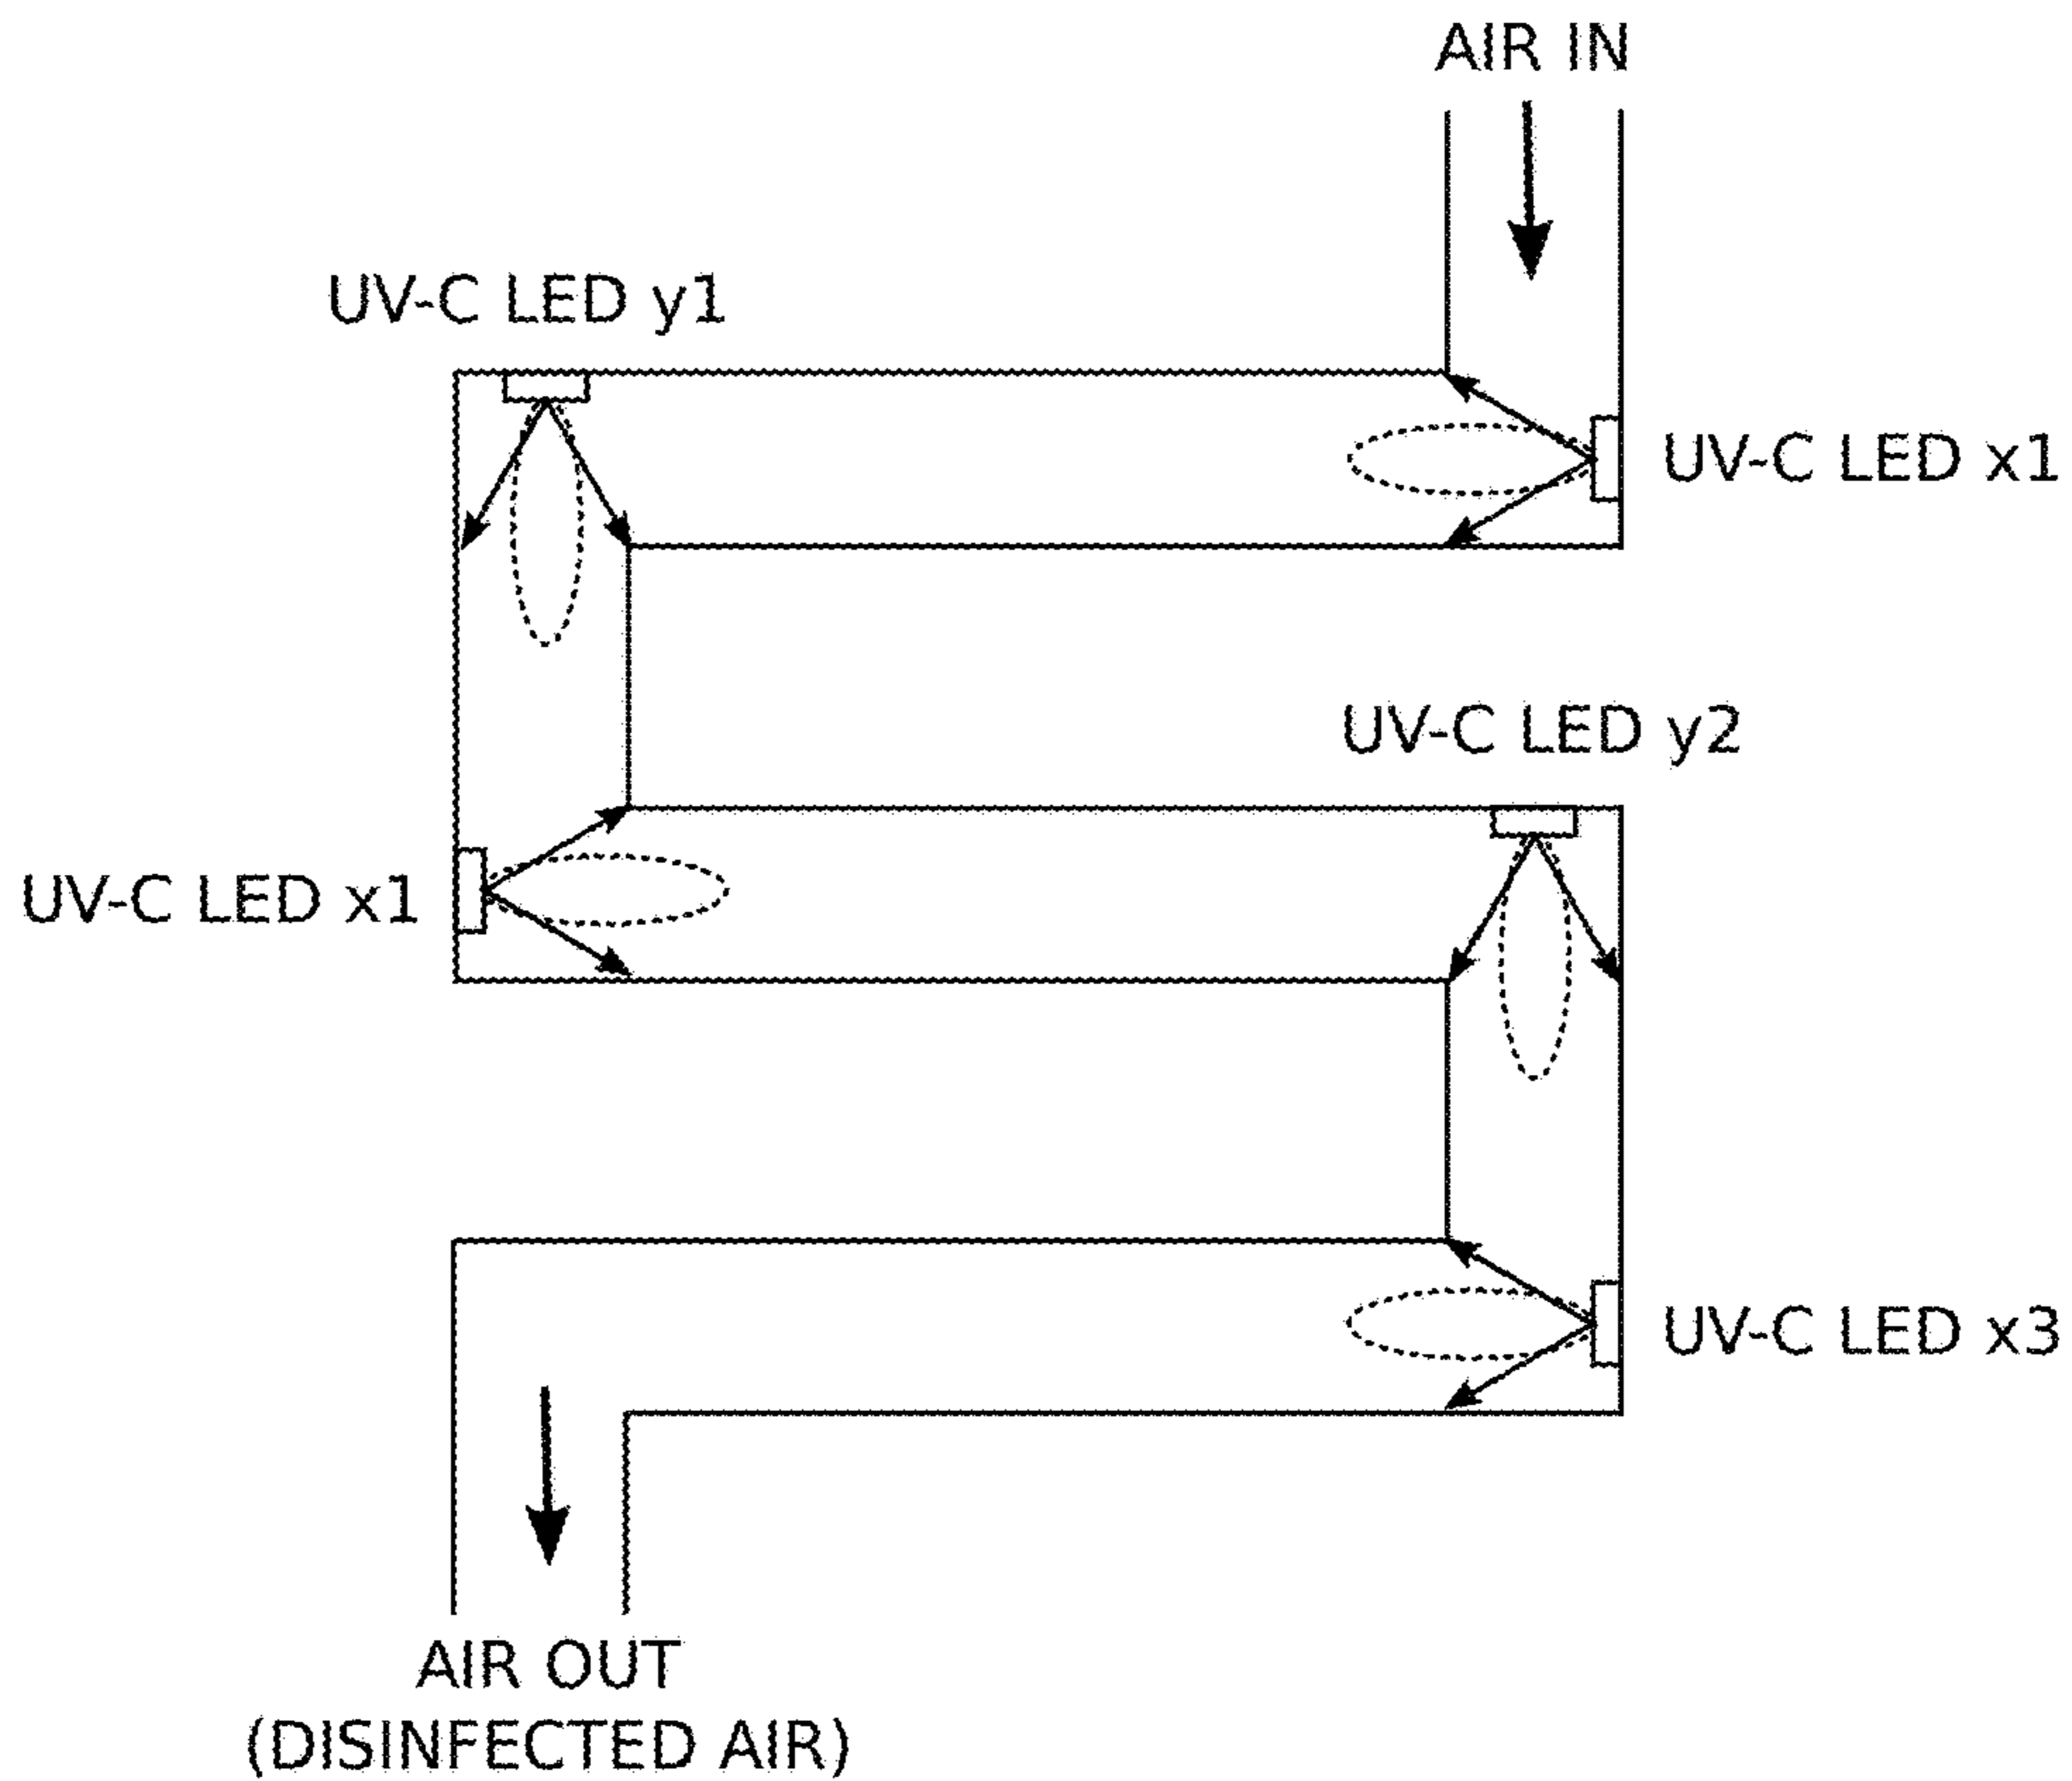 AIR IN
UV-C LED y1
UV-C LED x1
UV-C LED y2
UV-C LED x1
UV-C LED x3
AIR OUT
(DISINFECTED AIR)